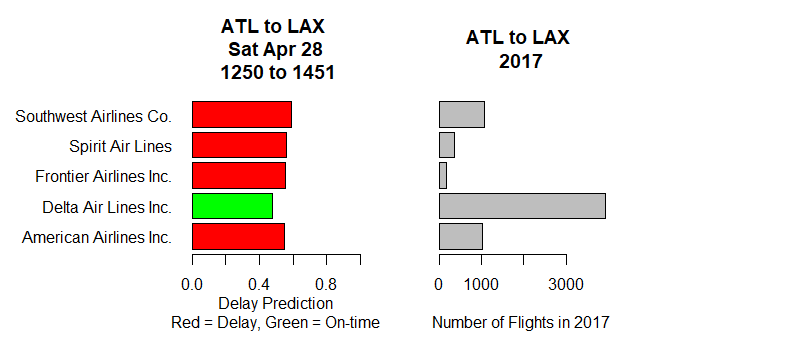 ATL to LAX
Sat Apr 28
1250 to 1451
ATL to LAX
2017
Southwest Airlines Co.
Spirit Air Lines
Frontier Airlines Inc.
Delta Air Lines Inc.
American Airlines Inc.
0.0 0.4 0.8
Delay Prediction
Red = Delay, Green = On-time
0 1000 3000
Number of Flights in 2017